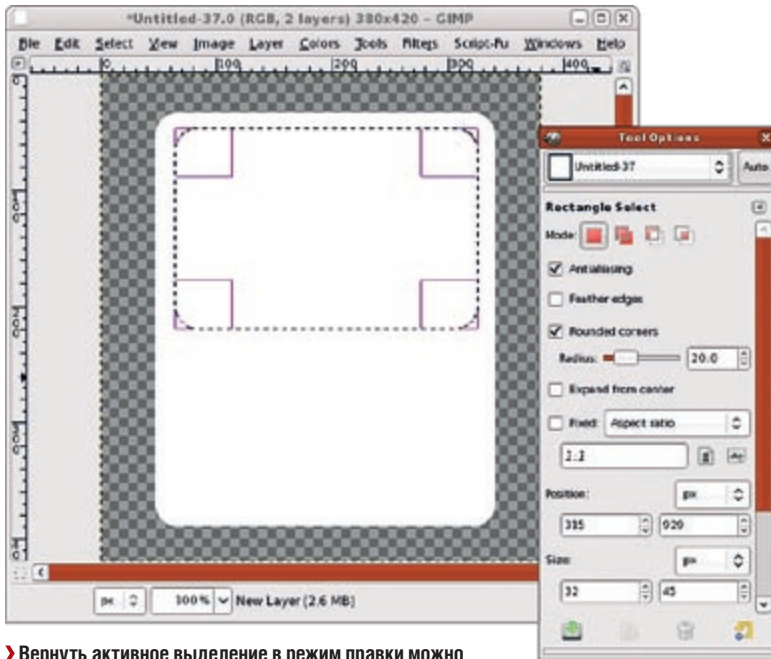 *Untitled-37.0 (RGB, 2 layers) 380x420 – GIMP
File Edit Select View Image Layer Colors Tools Filters Script-Fu Windows Help
0 100 200 300 400
Tool Options
Untitled-37 Auto
Rectangle Select
Mode:
Antialiasing
Feather edges
Rounded corners
Radius: 20.0
Expand from center
Fixed: Aspect ratio
Position: px
315 929
Size: px
32 45
px 100% New Layer (2.6 MB)
Вернуть активное выделение в режим правки можно